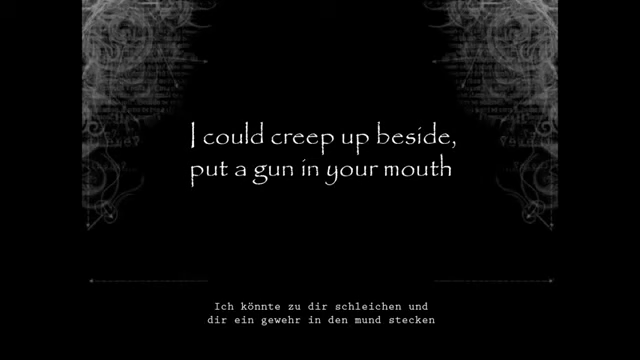 I could creep up beside,
put a gun in your mouth
Ich könnte zu dir schleichen und
dir ein gewehr in den mund stecken